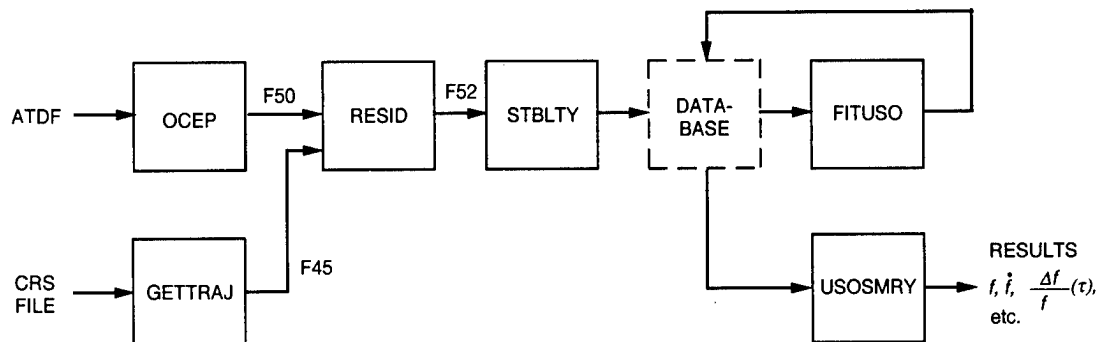 ATDF
OCEP
F50
RESID
F52
STBLTY
DATA-
BASE
FITUSO
CRS
FILE
GETTRAJ
F45
USOSMRY
RESULTS
f, ḟ, Δf/f (τ),
etc.